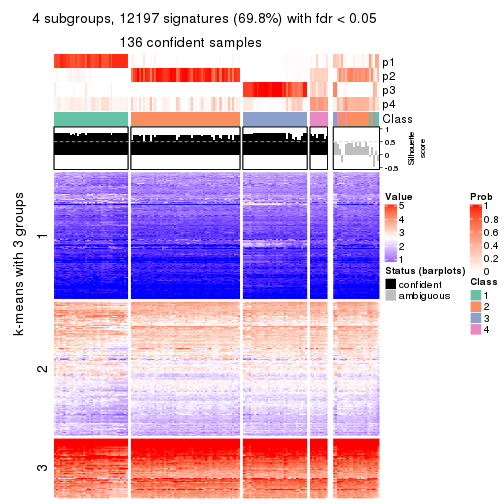 4 subgroups, 12197 signatures (69.8%) with fdr < 0.05
136 confident samples
p1
p2
p3
p4
Class
1
0.5
0
-0.5
Silhouette
score
k-means with 3 groups
1
2
3
Value
5
4
3
2
1
Status (barplots)
confident
ambiguous
Prob
1
0.8
0.6
0.4
0.2
0
Class
1
2
3
4